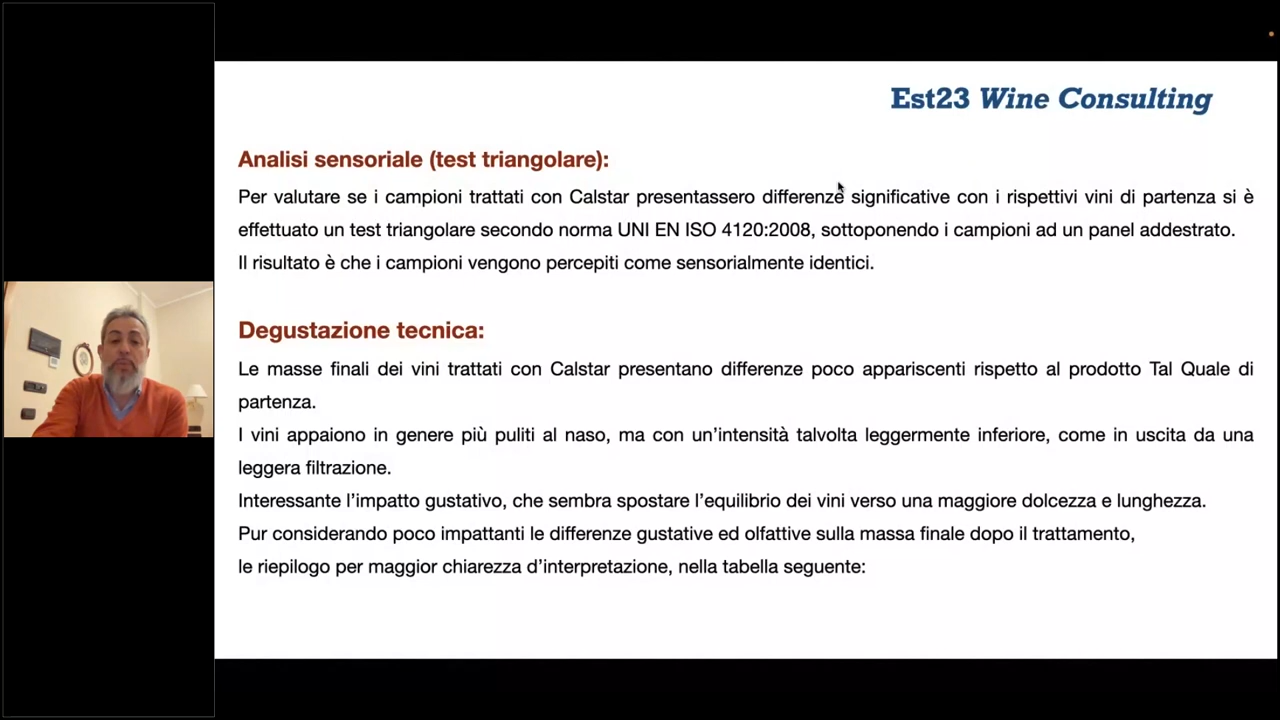 Est23 Wine Consulting
Analisi sensoriale (test triangolare):
Per valutare se i campioni trattati con Calstar presentassero differenze significative con i rispettivi vini di partenza si è
effettuato un test triangolare secondo norma UNI EN ISO 4120:2008, sottoponendo i campioni ad un panel addestrato.
Il risultato è che i campioni vengono percepiti come sensorialmente identici.
Degustazione tecnica:
Le masse finali dei vini trattati con Calstar presentano differenze poco appariscenti rispetto al prodotto Tal Quale di
partenza.
I vini appaiono in genere più puliti al naso, ma con un’intensità talvolta leggermente inferiore, come in uscita da una
leggera filtrazione.
Interessante l’impatto gustativo, che sembra spostare l’equilibrio dei vini verso una maggiore dolcezza e lunghezza.
Pur considerando poco impattanti le differenze gustative ed olfattive sulla massa finale dopo il trattamento,
le riepilogo per maggior chiarezza d’interpretazione, nella tabella seguente: